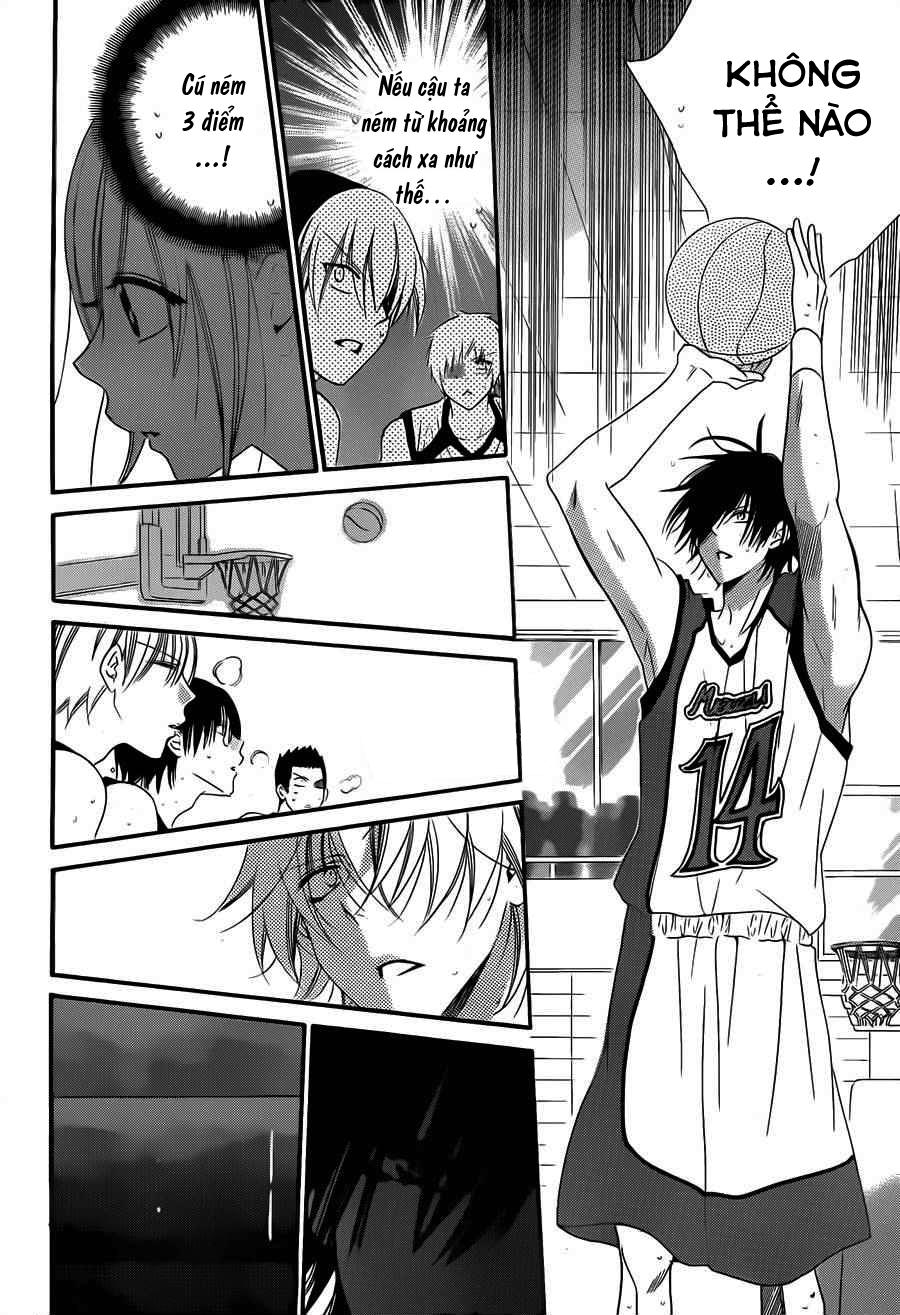 KHÔNG
THỂ NÀO
...!
Nếu cậu ta
ném từ khoảng
cách xa như
thế...
Cú ném
3 điểm
...!
14